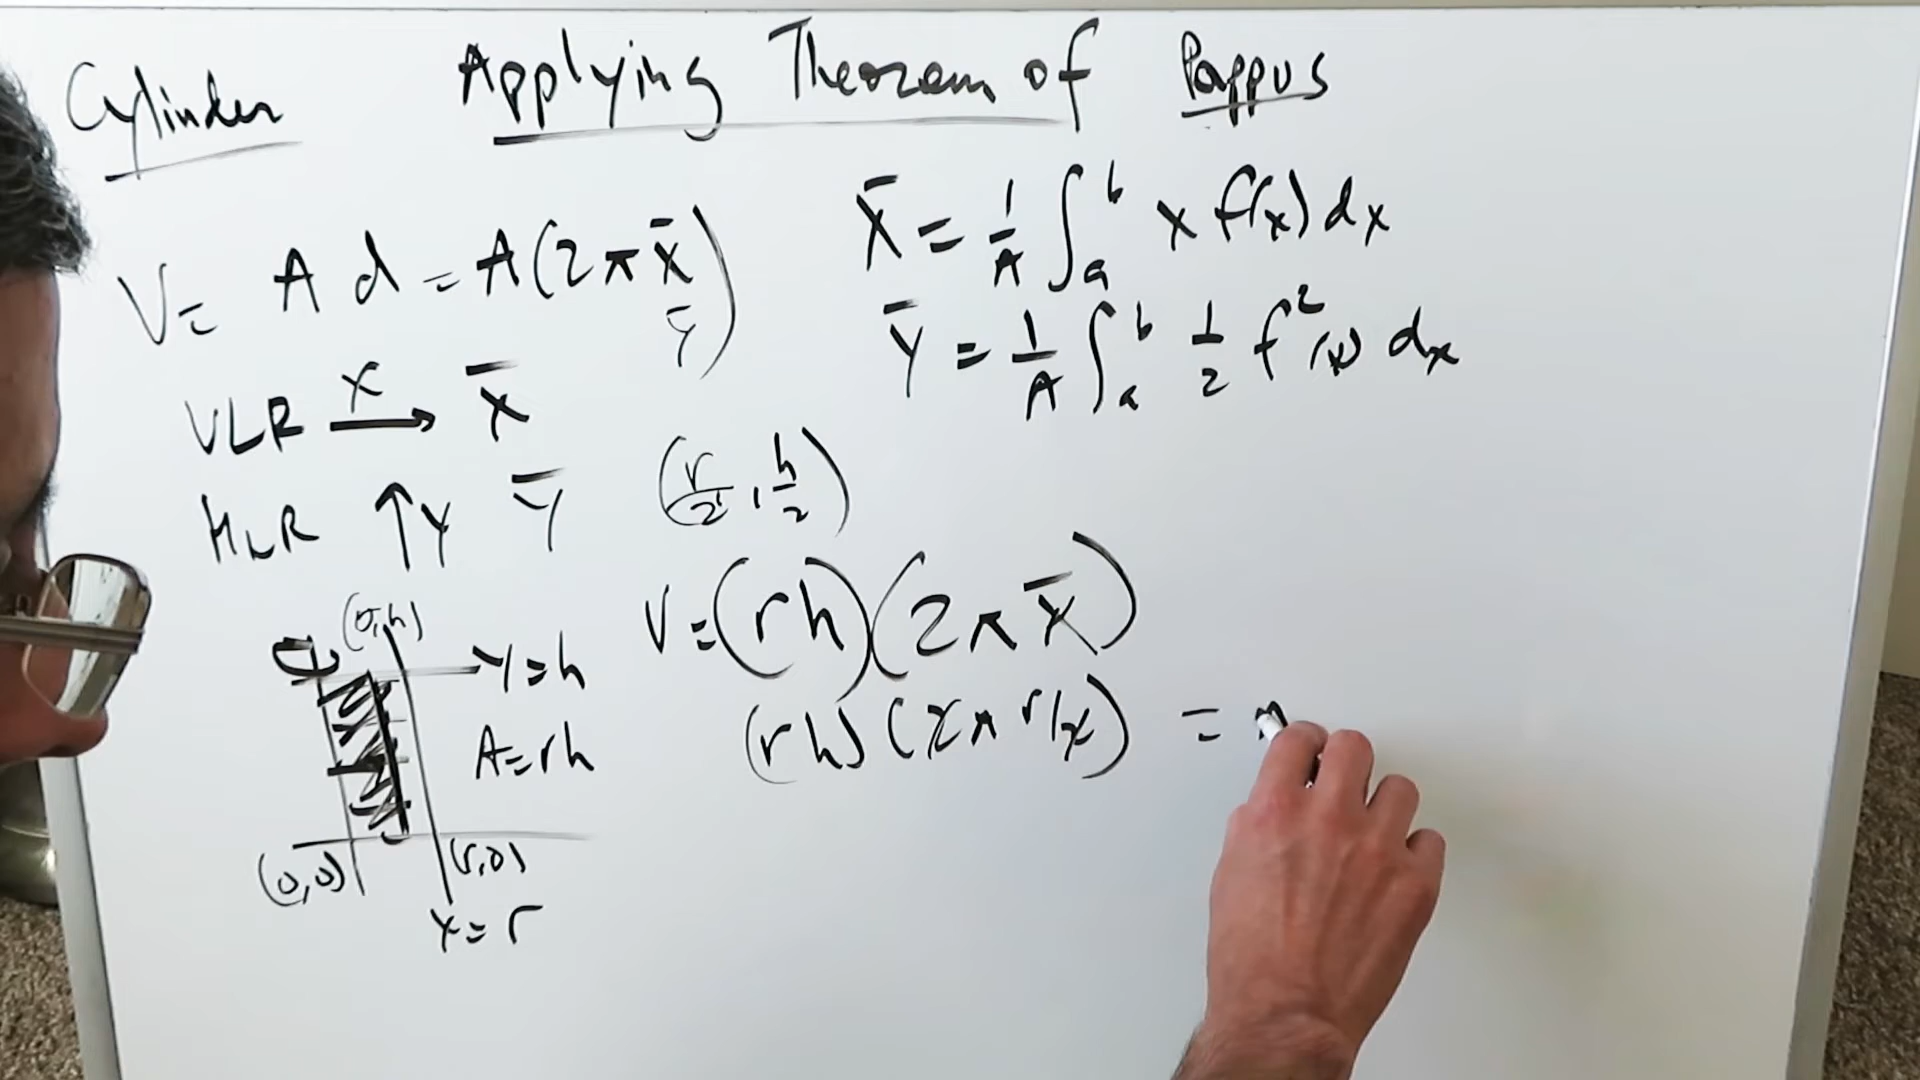 Cylinder Applying Theorem of Pappus
V = A d = A(2π x̄)
ȳ
x̄ = 1/A ∫_a^b x f(x) dx
ȳ = 1/A ∫_a^b 1/2 f²(x) dx
VLR x → x̄
HLR ↑ y ȳ
(r/2, h/2)
V = (rh)(2π x̄)
(rh)(2π r/2) =
(0,h)
y = h
A = rh
(0,0) (r,0)
x = r